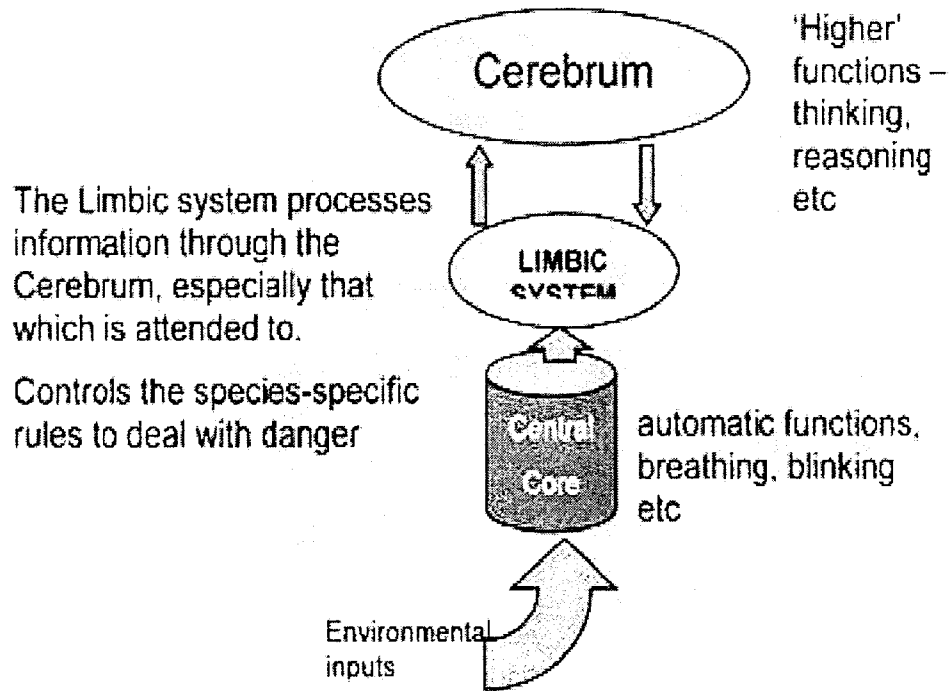 Cerebrum
'Higher'
functions –
thinking,
reasoning
etc
The Limbic system processes
information through the
Cerebrum, especially that
which is attended to.
Controls the species-specific
rules to deal with danger
LIMBIC
SYSTEM
Central
Core
automatic functions,
breathing, blinking
etc
Environmental
inputs